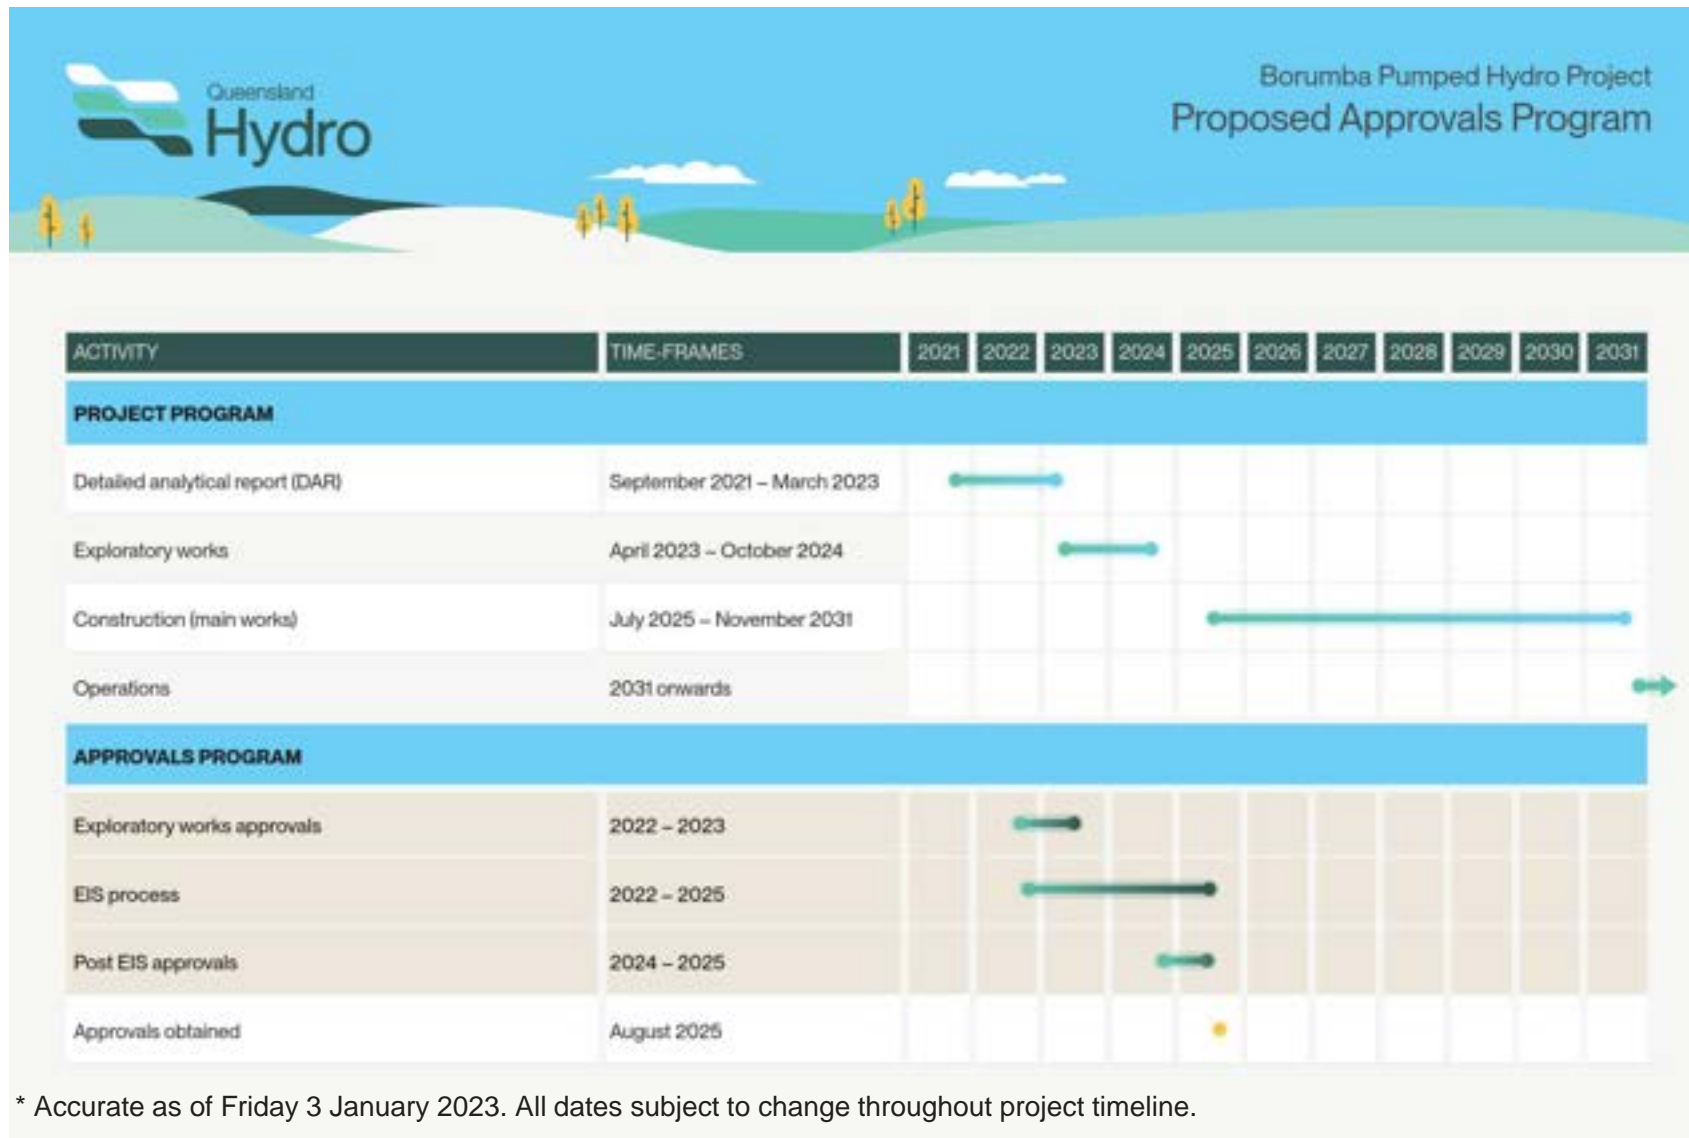 Queensland
Hydro
Borumba Pumped Hydro Project
Proposed Approvals Program
ACTIVITY TIME-FRAMES 2021 2022 2023 2024 2025 2026 2027 2028 2029 2030 2031
PROJECT PROGRAM
Detailed analytical report (DAR) September 2021 – March 2023
Exploratory works April 2023 – October 2024
Construction (main works) July 2025 – November 2031
Operations 2031 onwards
APPROVALS PROGRAM
Exploratory works approvals 2022 – 2023
EIS process 2022 – 2025
Post EIS approvals 2024 – 2025
Approvals obtained August 2025
* Accurate as of Friday 3 January 2023. All dates subject to change throughout project timeline.